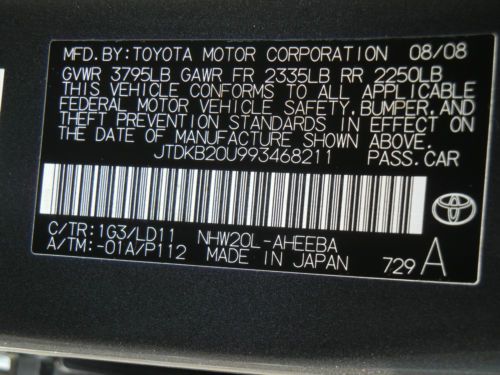 MFD.BY:TOYOTA MOTOR CORPORATION 08/08
GVWR 3795LB GAWR FR 2335LB RR 2250LB
THIS VEHICLE CONFORMS TO ALL APPLICABLE
FEDERAL MOTOR VEHICLE SAFETY, BUMPER, AND
THEFT PREVENTION STANDARDS IN EFFECT ON
THE DATE OF MANUFACTURE SHOWN ABOVE.
JTDKB20U993468211 PASS.CAR
C/TR:1G3/LD11 NHW20L-AHEEBA
A/TM:-01A/P112 MADE IN JAPAN 729 A